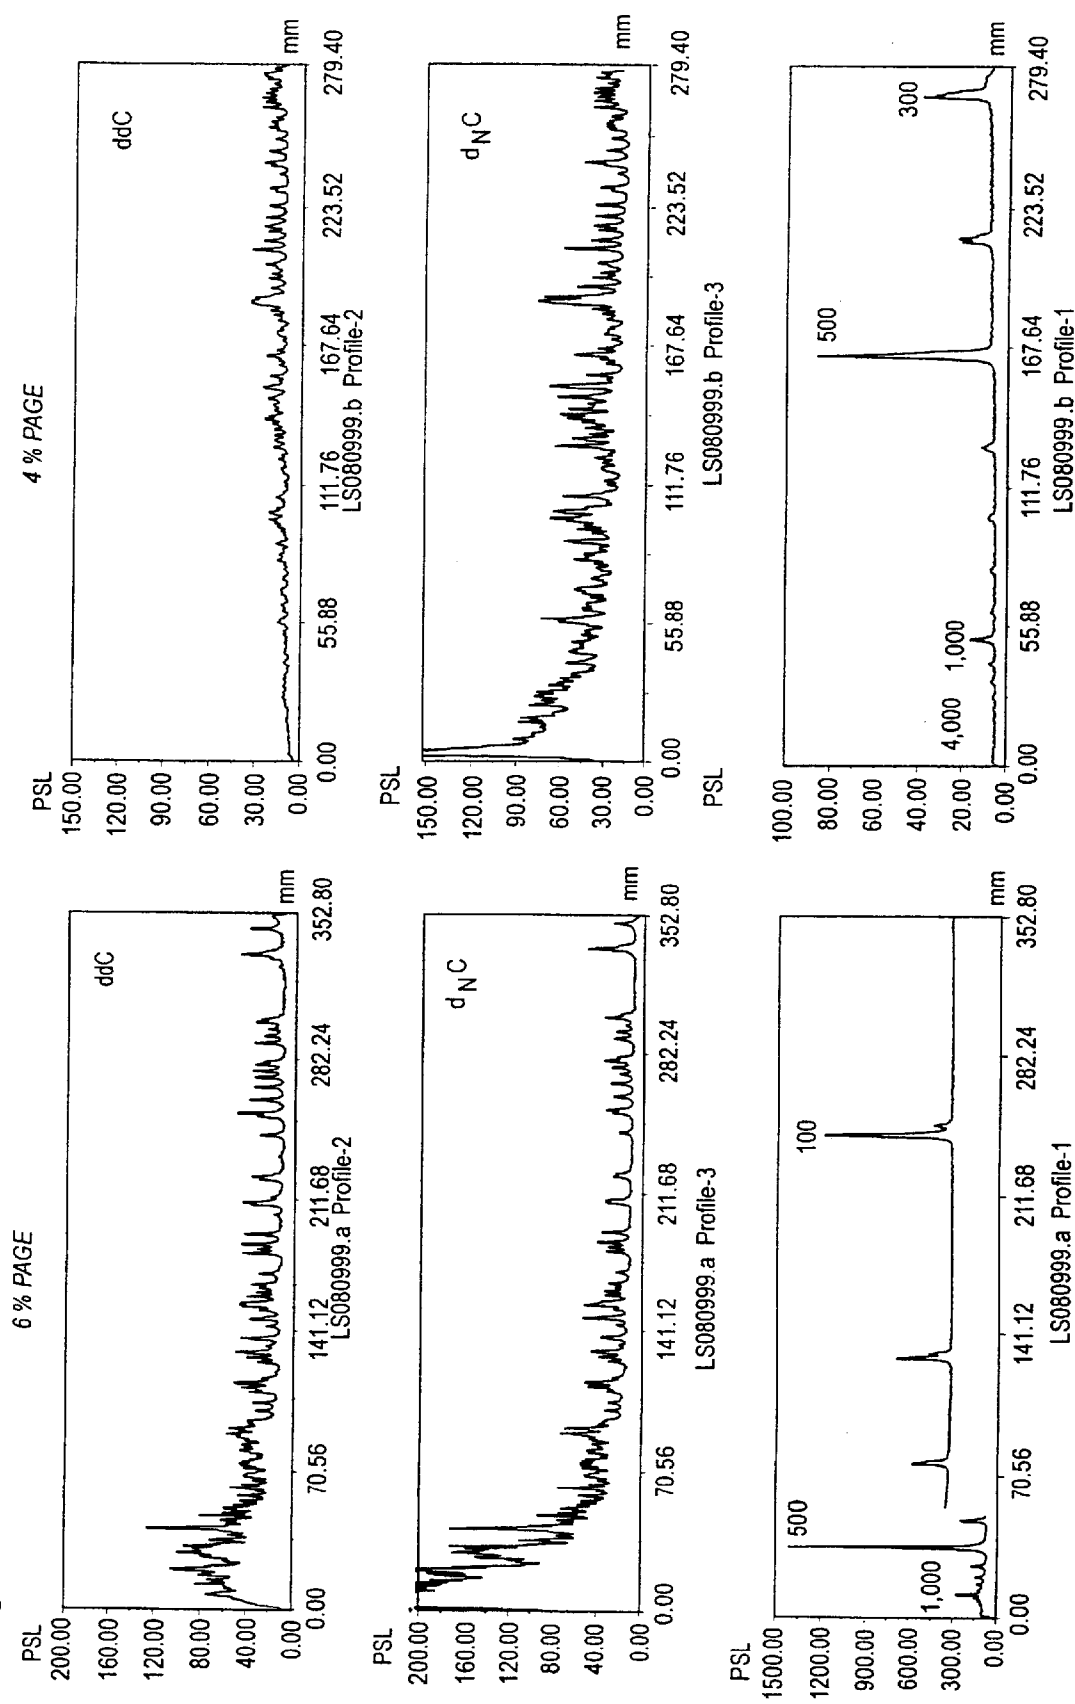 6 % PAGE
PSL
200.00
160.00
120.00
80.00
40.00
0.00
ddC
0.00 70.56 141.12 211.68 282.24 352.80
mm
LS080999.a Profile-2
PSL
200.00
160.00
120.00
80.00
40.00
0.00
dNC
0.00 70.56 141.12 211.68 282.24 352.80
mm
LS080999.a Profile-3
PSL
1500.00
1200.00
900.00
600.00
300.00
0.00
1,000
500
100
0.00 70.56 141.12 211.68 282.24 352.80
mm
LS080999.a Profile-1
4 % PAGE
PSL
150.00
120.00
90.00
60.00
30.00
0.00
ddC
0.00 55.88 111.76 167.64 223.52 279.40
mm
LS080999.b Profile-2
PSL
150.00
120.00
90.00
60.00
30.00
0.00
dNC
0.00 55.88 111.76 167.64 223.52 279.40
mm
LS080999.b Profile-3
PSL
100.00
80.00
60.00
40.00
20.00
0.00
4,000
1,000
500
300
0.00 55.88 111.76 167.64 223.52 279.40
mm
LS080999.b Profile-1